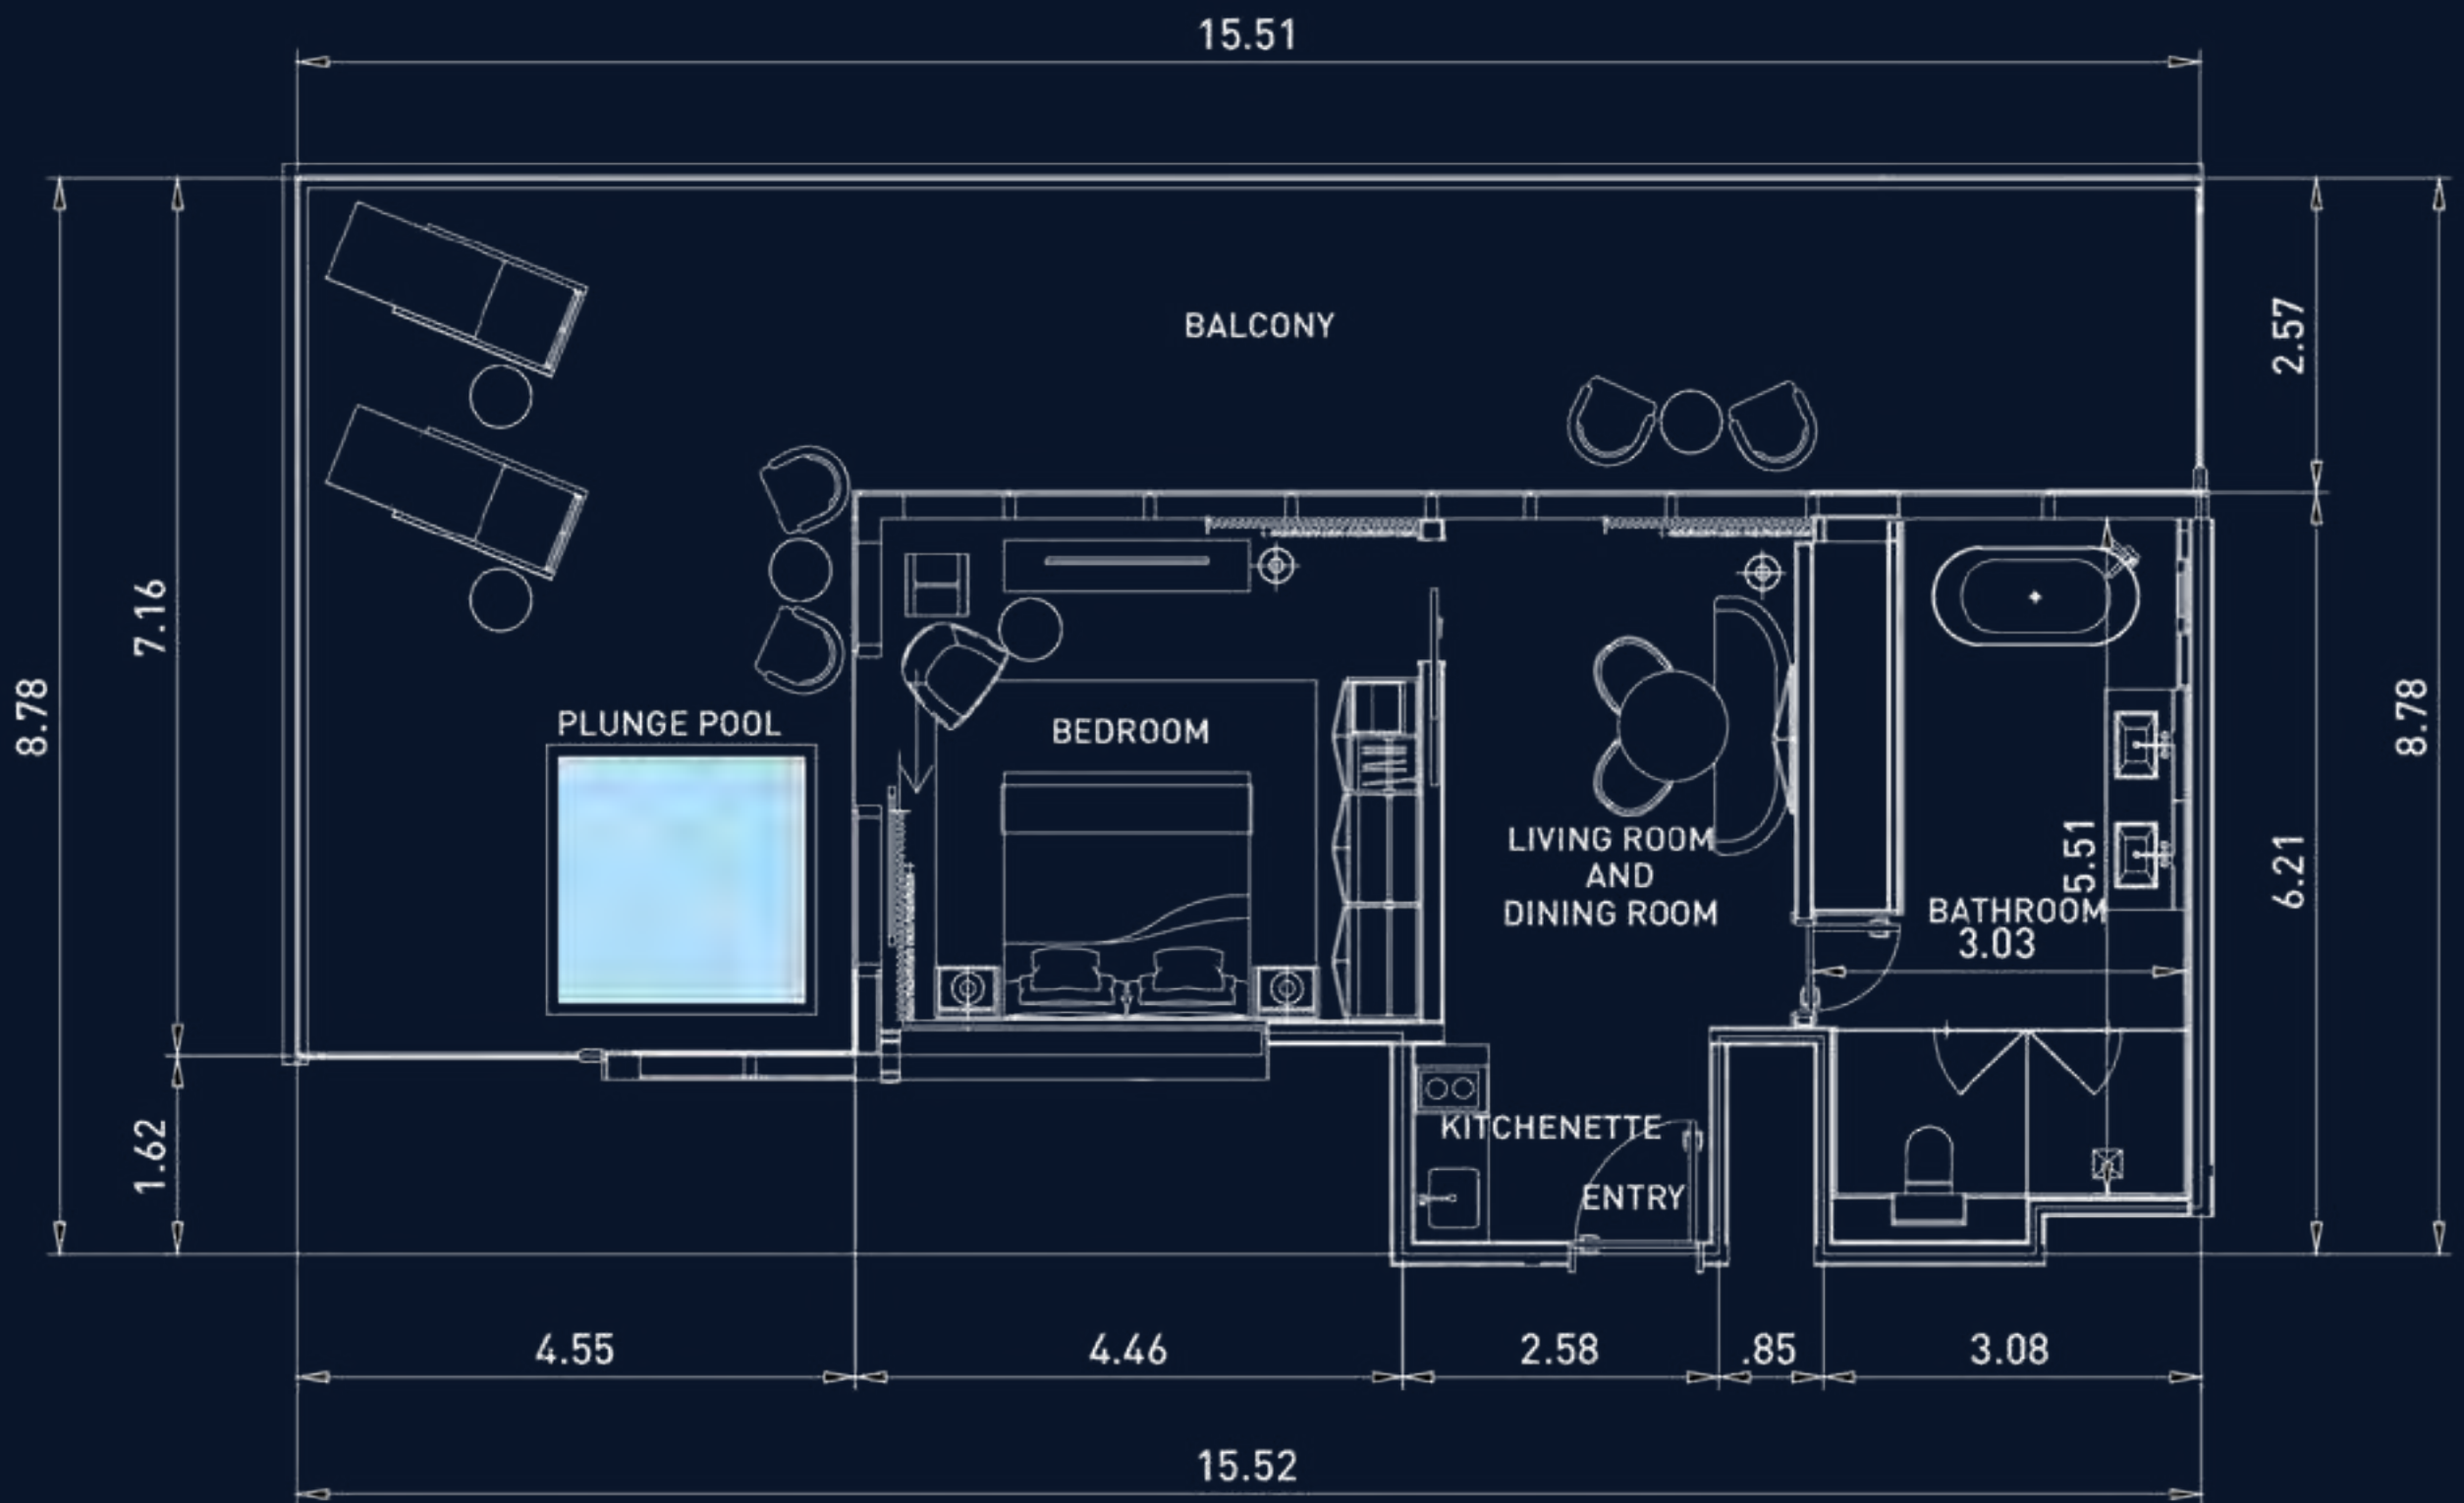 15.51
BALCONY
2.57
7.16
8.78
8.78
PLUNGE POOL
BEDROOM
LIVING ROOM
AND
DINING ROOM
5.51
6.21
BATHROOM
3.03
KITCHENETTE
1.62
ENTRY
4.55
4.46
2.58
.85
3.08
15.52